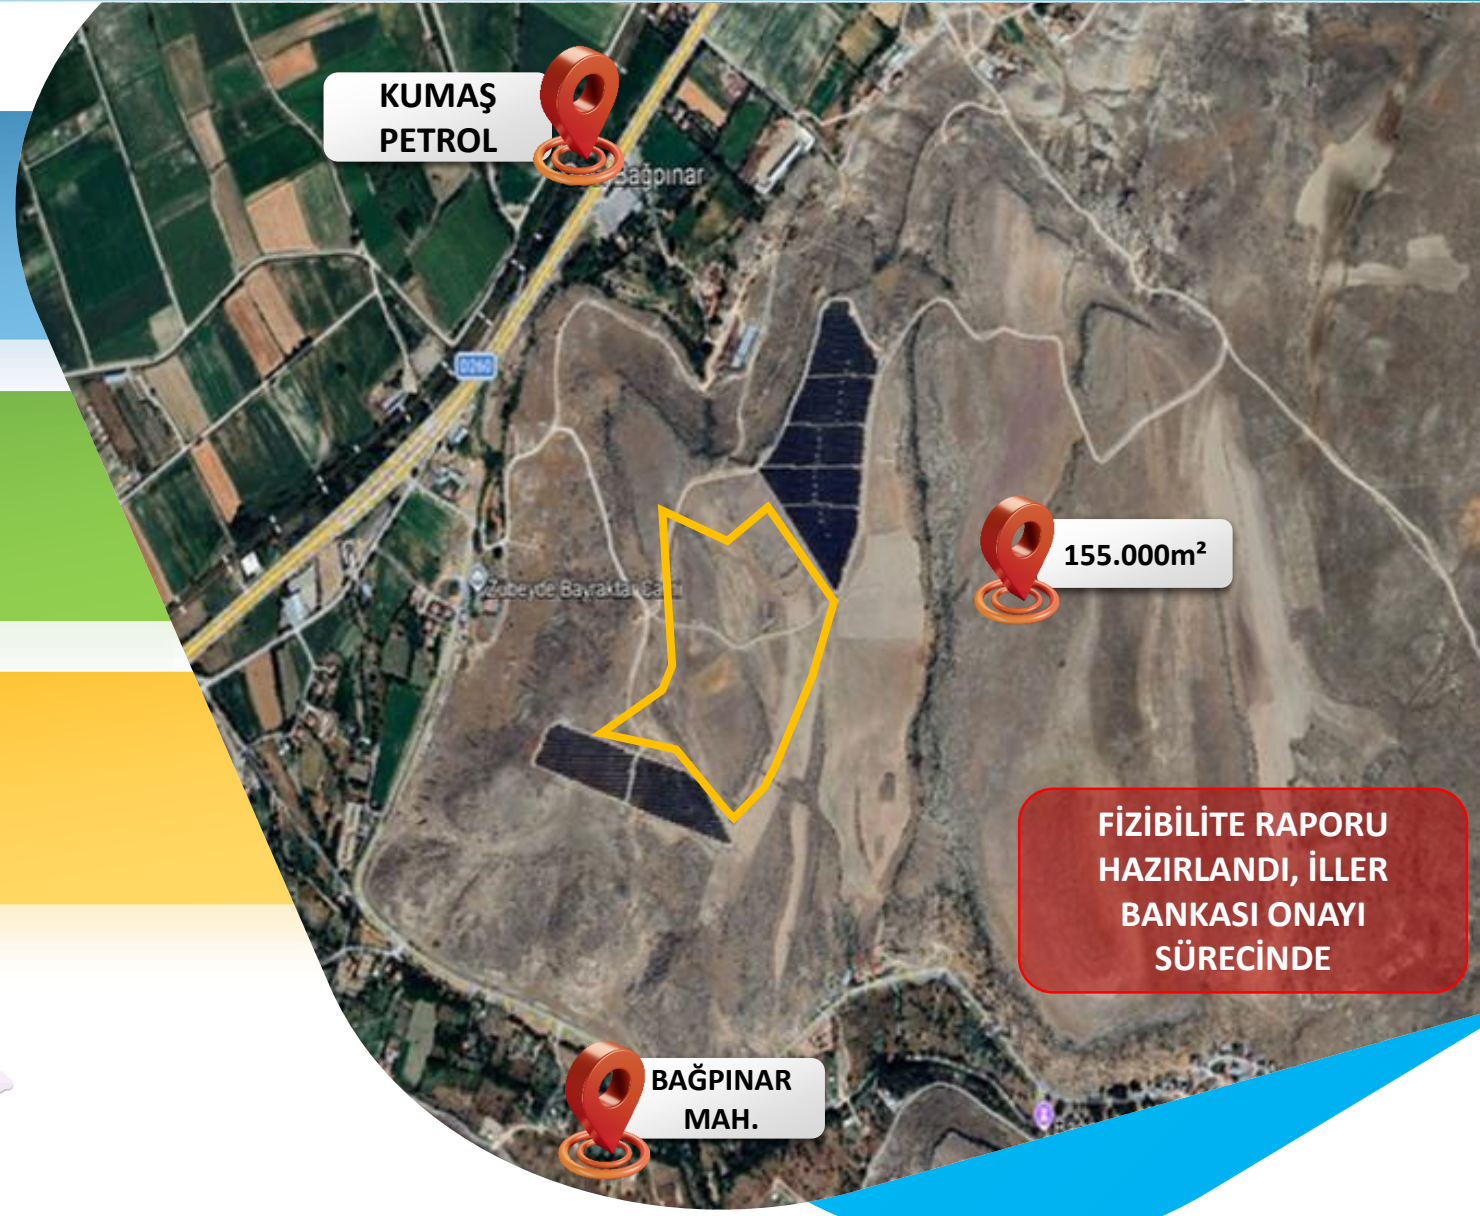 KUMAŞ
PETROL
Bağpınar
D260
Zübeyde Bayraktar Camii
155.000m²
FİZİBİLİTE RAPORU
HAZIRLANDI, İLLER
BANKASI ONAYI
SÜRECİNDE
BAĞPINAR
MAH.